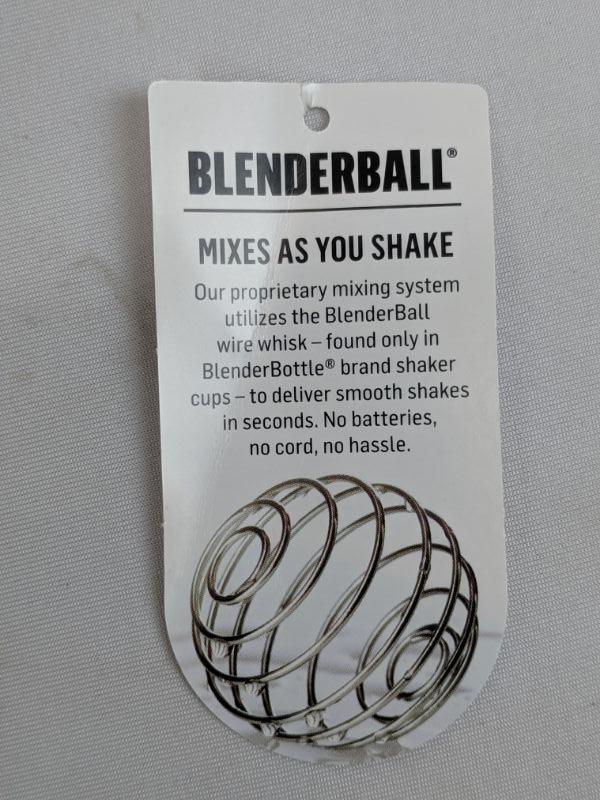 BLENDERBALL®
MIXES AS YOU SHAKE
Our proprietary mixing system
utilizes the BlenderBall
wire whisk – found only in
BlenderBottle® brand shaker
cups – to deliver smooth shakes
in seconds. No batteries,
no cord, no hassle.